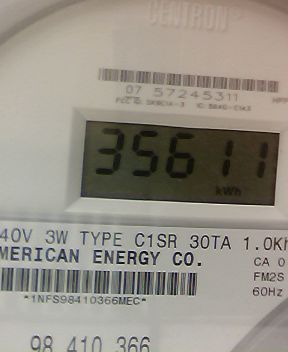 CENTRON®
07 57245311
35611
kWh
40V 3W TYPE C1SR 30TA 1.0Kh
MERICAN ENERGY CO.
CA 0
FM2S
60Hz
*1NFS98410366MEC*
98 410 366